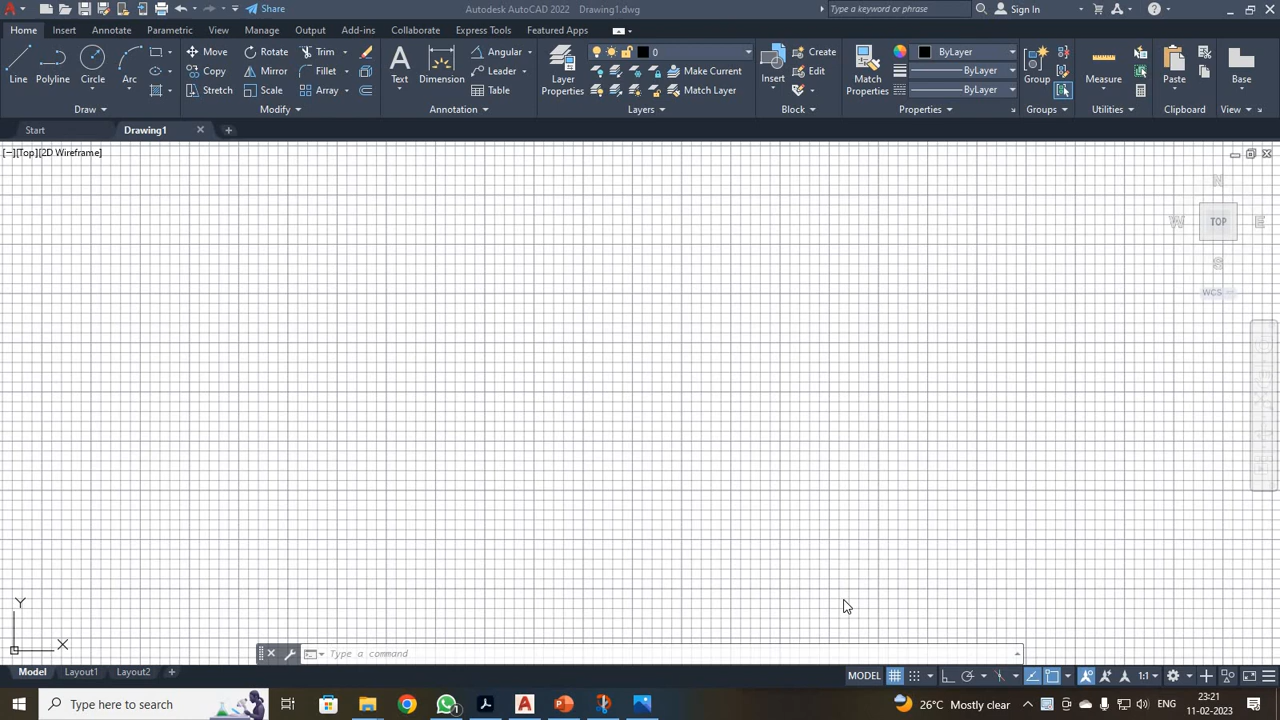 Share
Autodesk AutoCAD 2022 Drawing1.dwg
Type a keyword or phrase
Sign In
Home Insert Annotate Parametric View Manage Output Add-ins Collaborate Express Tools Featured Apps
Line
Polyline
Circle
Arc
Draw
Move Rotate Trim
Copy Mirror Fillet
Stretch Scale Array
Modify
Text
Dimension
Angular
Leader
Table
Annotation
Layer Properties
0
Make Current
Match Layer
Layers
Insert
Create
Edit
Block
Match Properties
ByLayer
ByLayer
ByLayer
Properties
Group
Groups
Measure
Utilities
Paste
Clipboard
Base
View
Start Drawing1
[−][Top][2D Wireframe]
N
W TOP E
S
WCS
Y
X
Type a command
Model Layout1 Layout2
MODEL
1:1
Type here to search
1
26°C Mostly clear
ENG
23:21
11-02-2023